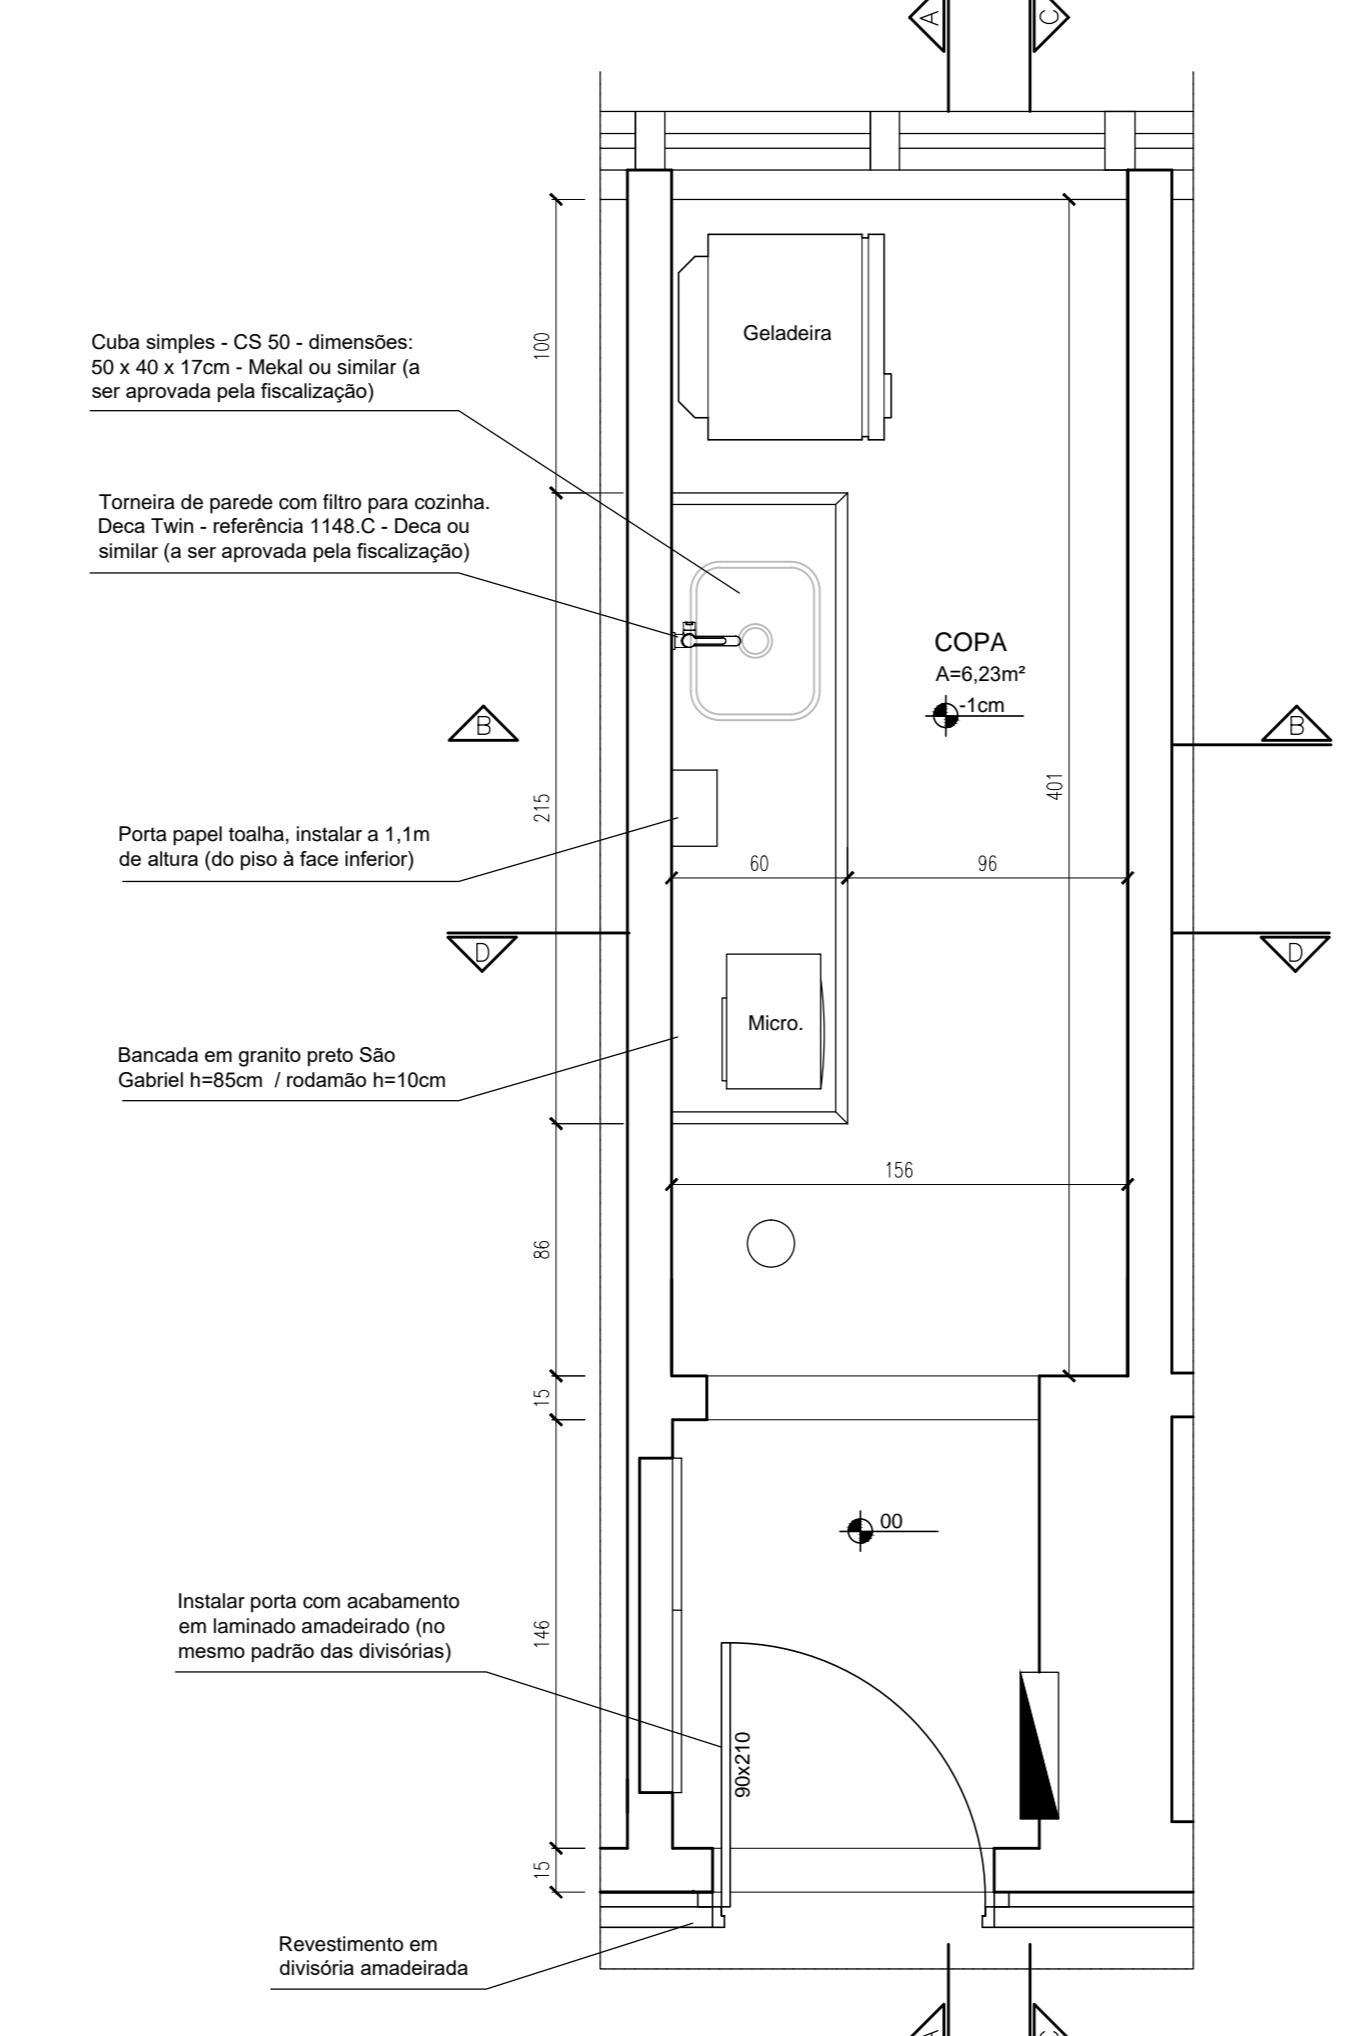 A
C
Geladeira
100
Cuba simples - CS 50 - dimensões:
50 x 40 x 17cm - Mekal ou similar (a
ser aprovada pela fiscalização)
Torneira de parede com filtro para cozinha.
Deca Twin - referência 1148.C - Deca ou
similar (a ser aprovada pela fiscalização)
COPA
A=6,23m²
-1cm
B
B
401
215
Porta papel toalha, instalar a 1,1m
de altura (do piso à face inferior)
60
96
D
D
Micro.
Bancada em granito preto São
Gabriel h=85cm / rodamão h=10cm
156
86
15
00
Instalar porta com acabamento
em laminado amadeirado (no
mesmo padrão das divisórias)
146
90x210
15
Revestimento em
divisória amadeirada
A
C